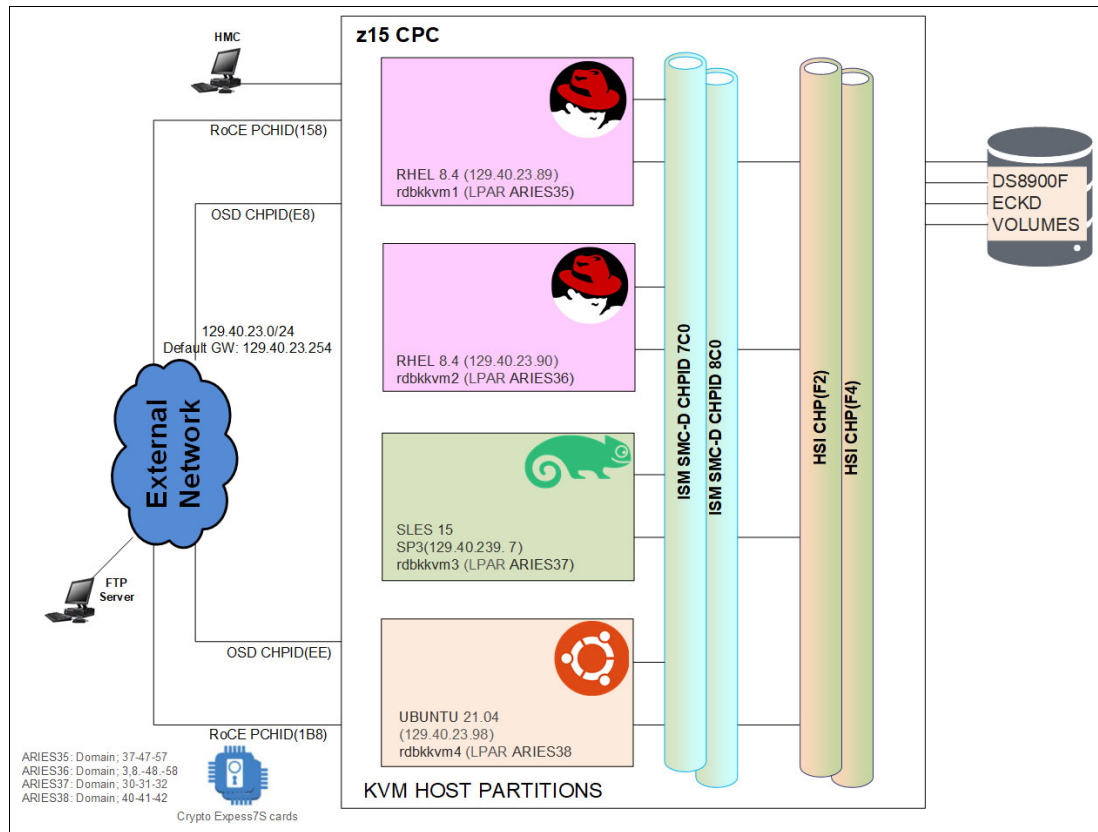 HMC
z15 CPC
RoCE PCHID(158)
OSD CHPID(E8)
129.40.23.0/24
Default GW: 129.40.23.254
External
Network
FTP
Server
OSD CHPID(EE)
RoCE PCHID(1B8)
ARIES35: Domain; 37-47-57
ARIES36: Domain; 3,8.-48.-58
ARIES37: Domain; 30-31-32
ARIES38: Domain; 40-41-42
Crypto Expess7S cards
RHEL 8.4 (129.40.23.89)
rdbkkvm1 (LPAR ARIES35)
RHEL 8.4 (129.40.23.90)
rdbkkvm2 (LPAR ARIES36)
SLES 15
SP3(129.40.239. 7)
rdbkkvm3 (LPAR ARIES37)
UBUNTU 21.04
(129.40.23.98)
rdbkkvm4 (LPAR ARIES38
KVM HOST PARTITIONS
ISM SMC-D CHPID 7C0
ISM SMC-D CHPID 8C0
HSI CHP(F2)
HSI CHP(F4)
DS8900F
ECKD
VOLUMES